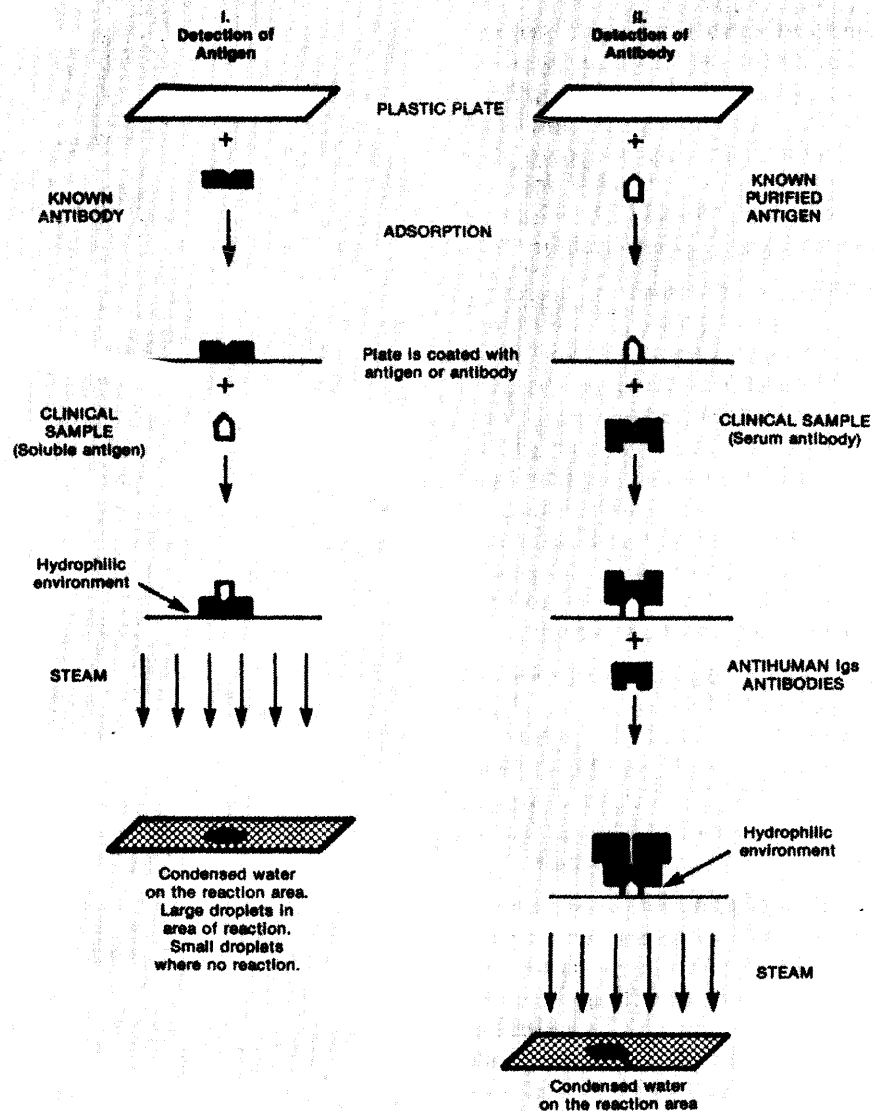 I.
Detection of
Antigen
II.
Detection of
Antibody
PLASTIC PLATE
+
+
KNOWN
ANTIBODY
KNOWN
PURIFIED
ANTIGEN
ADSORPTION
Plate is coated with
antigen or antibody
+
+
CLINICAL
SAMPLE
(Soluble antigen)
CLINICAL SAMPLE
(Serum antibody)
Hydrophilic
environment
+
STEAM
ANTIHUMAN Igs
ANTIBODIES
Condensed water
on the reaction area.
Large droplets in
area of reaction.
Small droplets
where no reaction.
Hydrophilic
environment
STEAM
Condensed water
on the reaction area